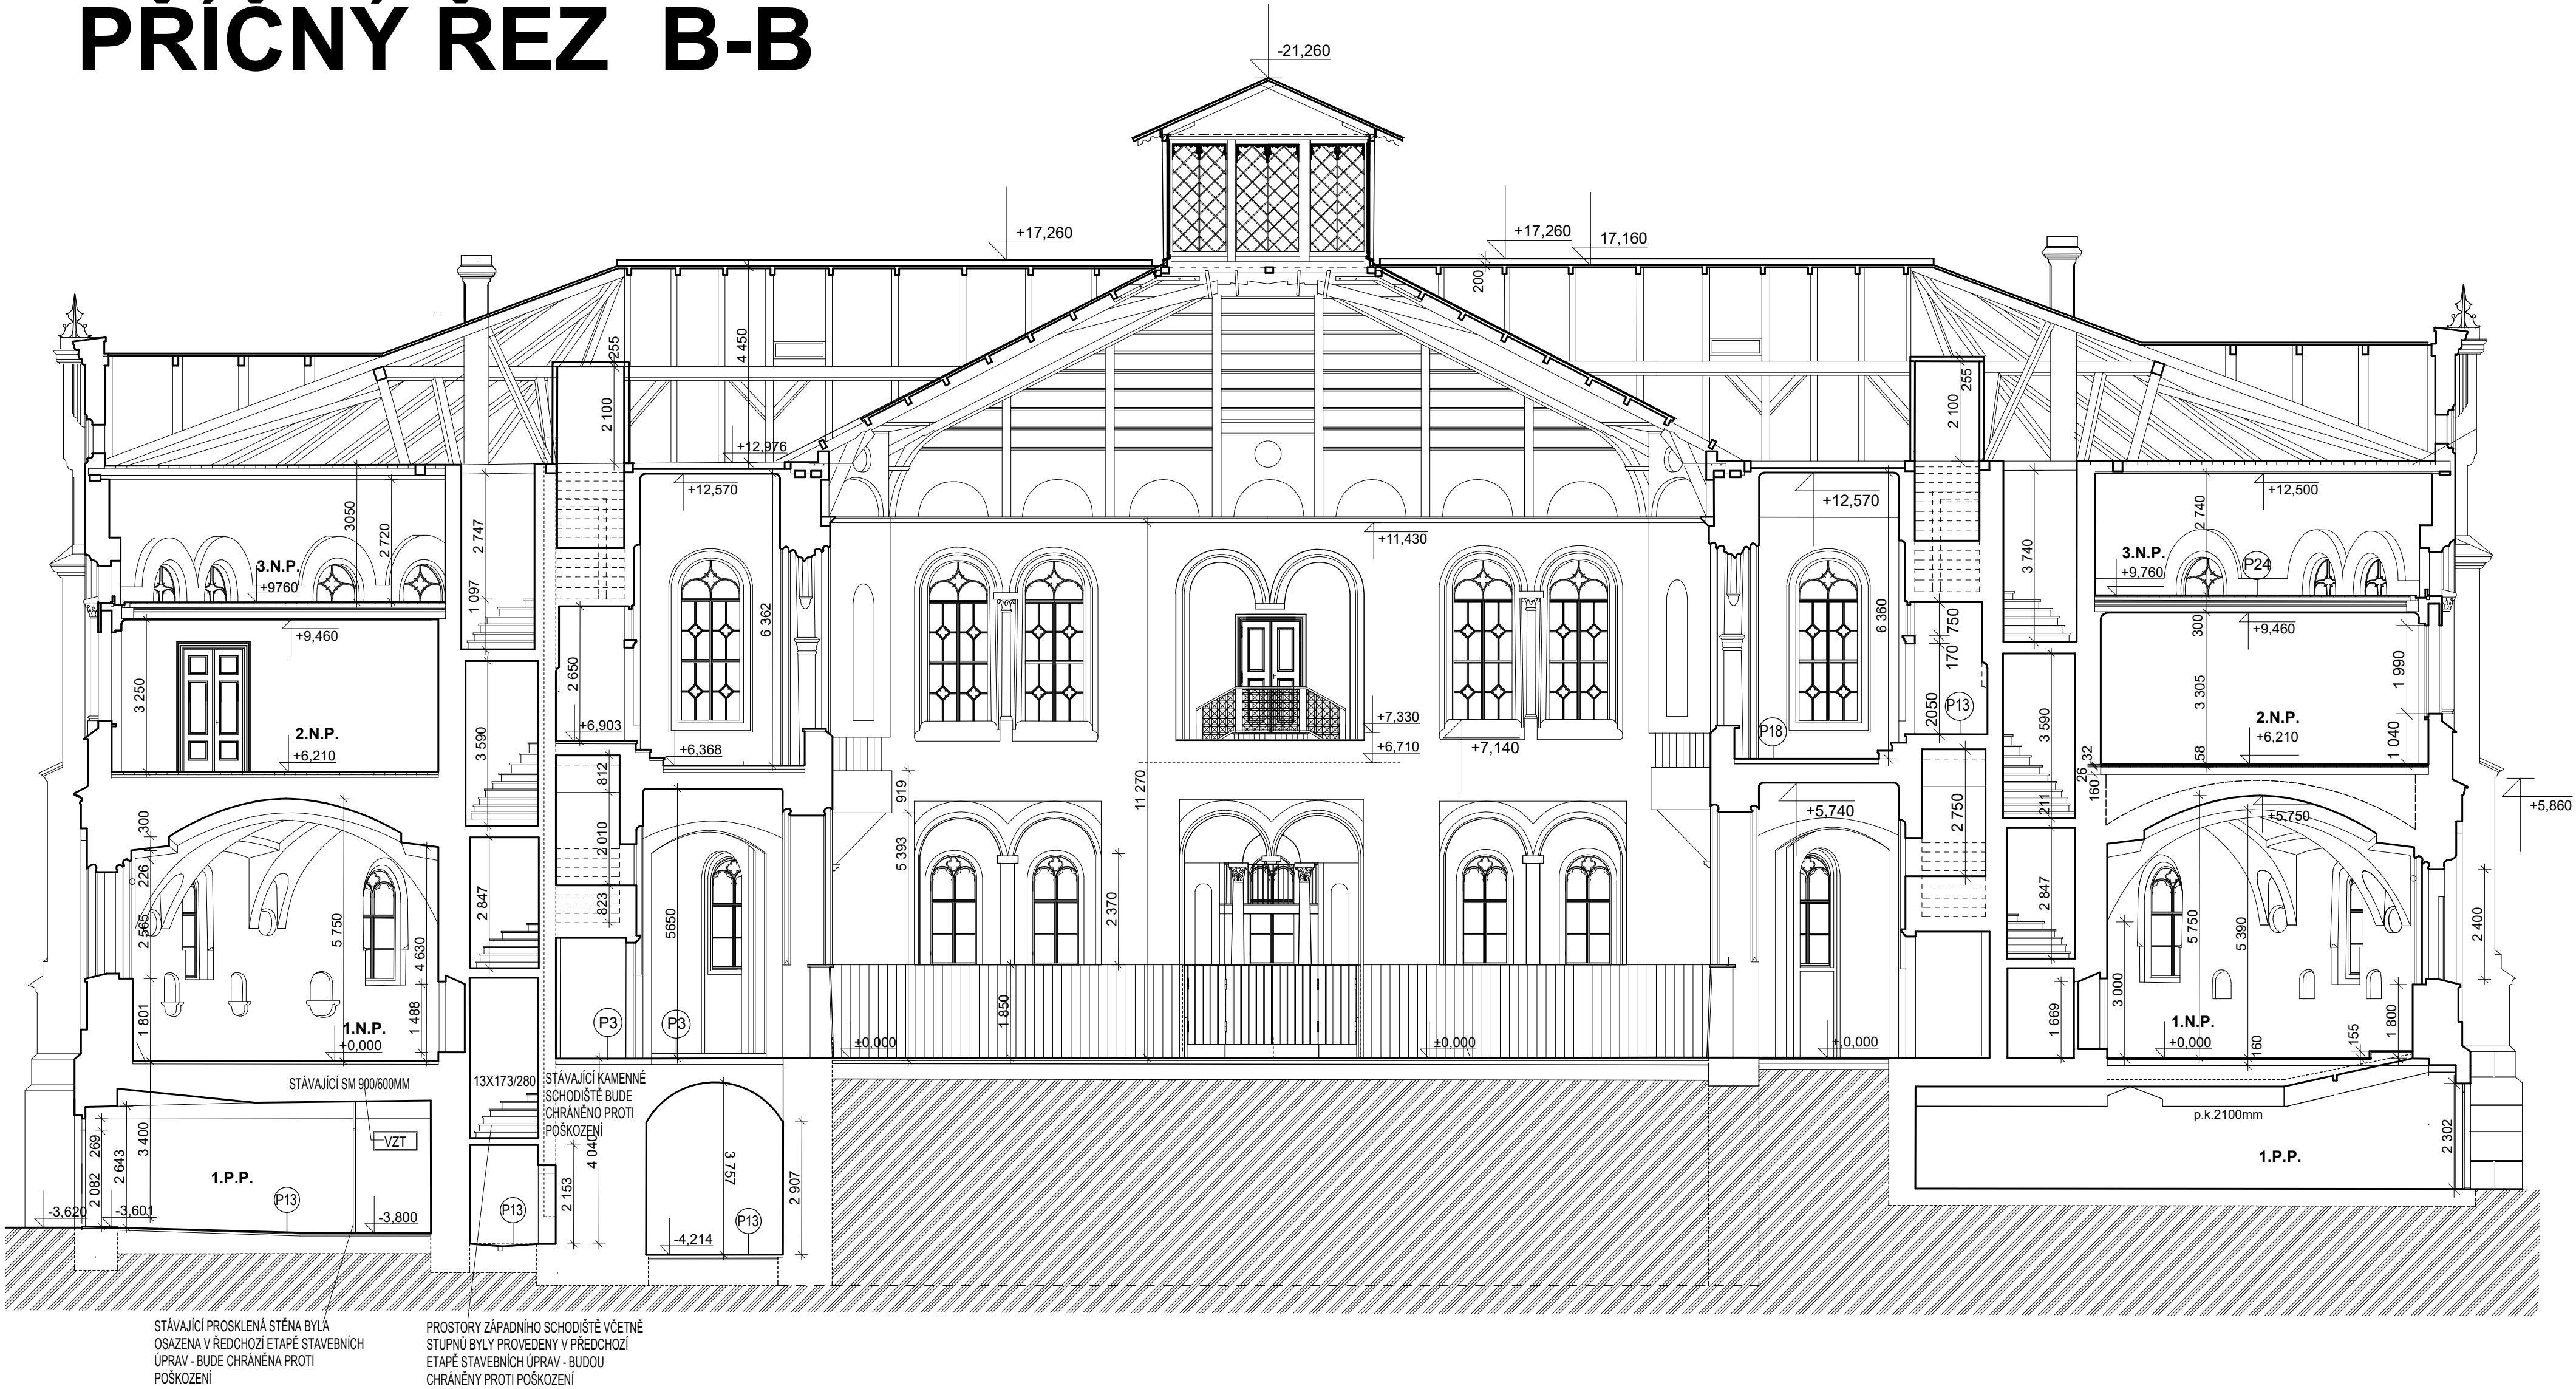 PŘÍČNÝ ŘEZ B-B
-21,260
+17,260
+17,260
17,160
200
4 450
255
2 100
255
2 100
+12,976
+12,570
+12,570
+12,500
+11,430
3050
2 720
2 747
1 097
3.N.P.
+9760
6 362
6 360
3 740
2 740
3.N.P.
+9,760
P24
+9,460
3 250
2.N.P.
+6,210
3 590
2 650
+6,903
+6,368
+7,330
+6,710
+7,140
P18
750
170
2050
P13
3 590
211
300
+9,460
3 305
1 990
1 040
2.N.P.
+6,210
58
32
26
160
+5,860
300
226
2 565
1 801
5 750
4 630
1 488
1.N.P.
+0,000
2 847
812
2 010
823
5650
P3
P3
919
5 393
11 270
2 370
1 850
±0,000
±0,000
+5,740
+,0,000
2 750
2 847
1 669
3 000
5 750
5 390
+5,750
160
1.N.P.
+0,000
155
1 800
2 400
STÁVAJÍCÍ SM 900/600MM
VZT
13X173/280
STÁVAJÍCÍ KAMENNÉ
SCHODIŠTĚ BUDE
CHRÁNĚNO PROTI
POŠKOZENÍ
269
2 082
2 643
3 400
1.P.P.
P13
-3,620
-3,601
-3,800
P13
2 153
4 040
3 757
2 907
-4,214
P13
p.k.2100mm
1.P.P.
2 302
STÁVAJÍCÍ PROSKLENÁ STĚNA BYLA
OSAZENA V ŘEDCHOZÍ ETAPĚ STAVEBNÍCH
ÚPRAV - BUDE CHRÁNĚNA PROTI
POŠKOZENÍ
PROSTORY ZÁPADNÍHO SCHODIŠTĚ VČETNĚ
STUPNŮ BYLY PROVEDENY V PŘEDCHOZÍ
ETAPĚ STAVEBNÍCH ÚPRAV - BUDOU
CHRÁNĚNY PROTI POŠKOZENÍ